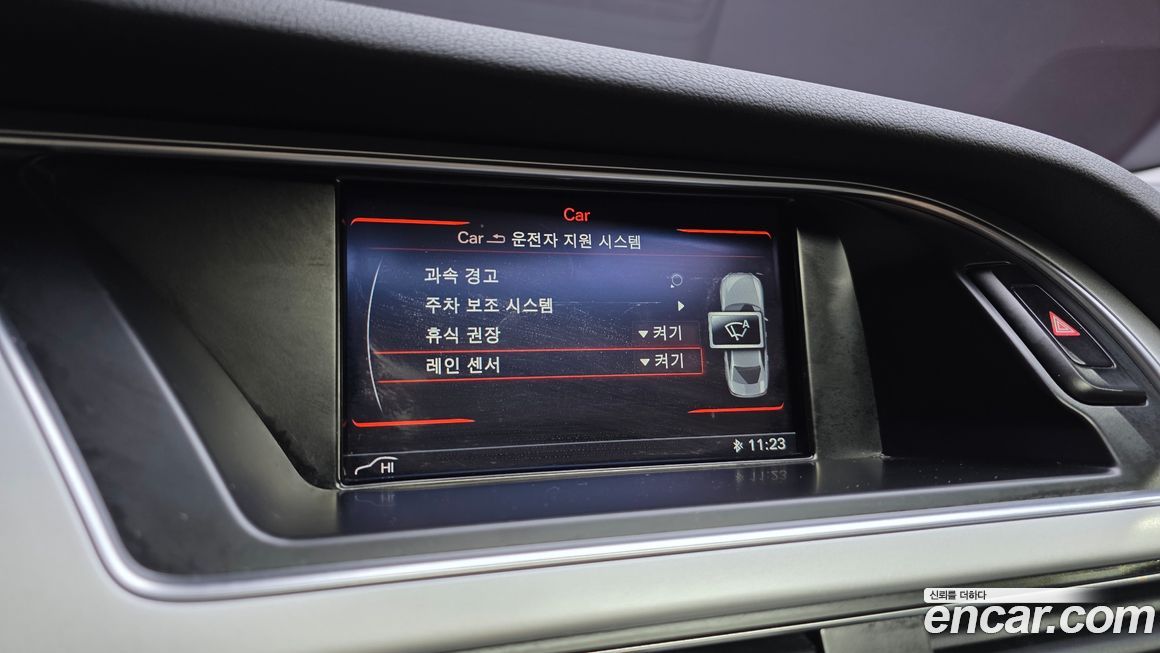 Car
Car 운전자 지원 시스템
과속 경고
주차 보조 시스템
휴식 권장 켜기
레인 센서 켜기
A
HI 11:23
신뢰를 더하다
encar.com